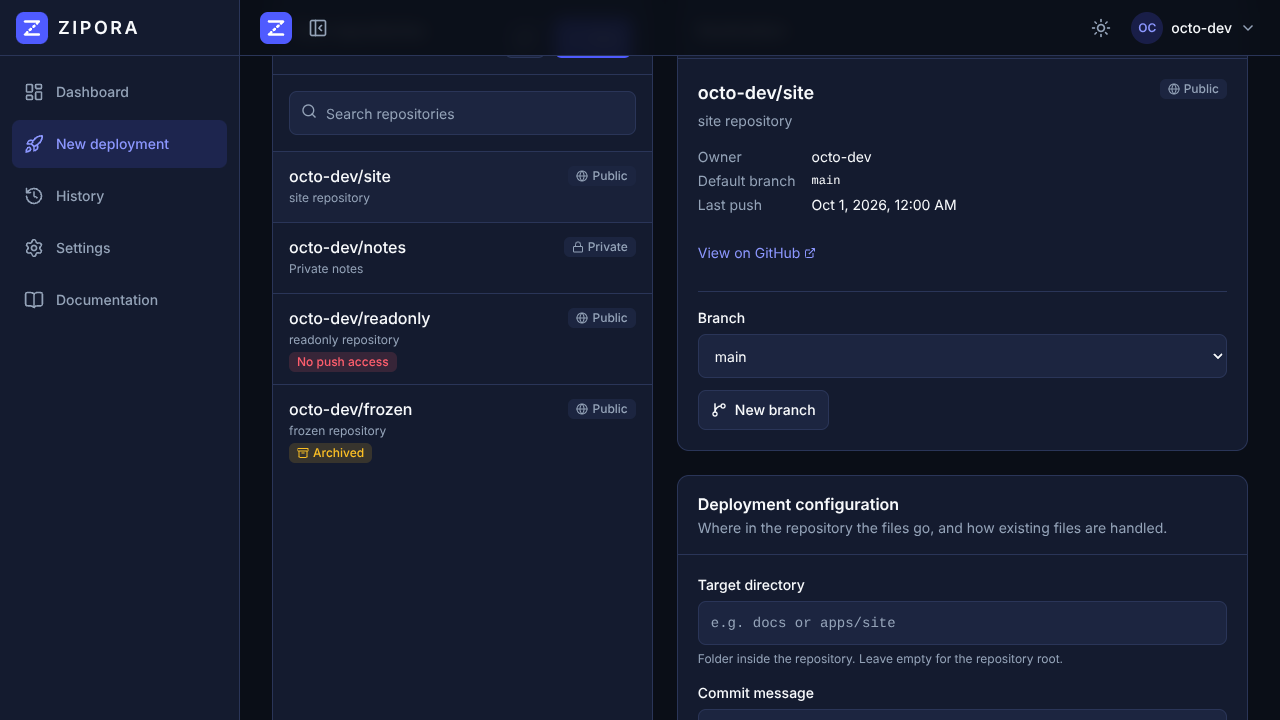 ZIPORA
OC
octo-dev
Dashboard
New deployment
History
Settings
Documentation
Search repositories
octo-dev/site
Public
site repository
octo-dev/notes
Private
Private notes
octo-dev/readonly
Public
readonly repository
No push access
octo-dev/frozen
Public
frozen repository
Archived
octo-dev/site
Public
site repository
Owner octo-dev
Default branch main
Last push Oct 1, 2026, 12:00 AM
View on GitHub
Branch
main
New branch
Deployment configuration
Where in the repository the files go, and how existing files are handled.
Target directory
e.g. docs or apps/site
Folder inside the repository. Leave empty for the repository root.
Commit message